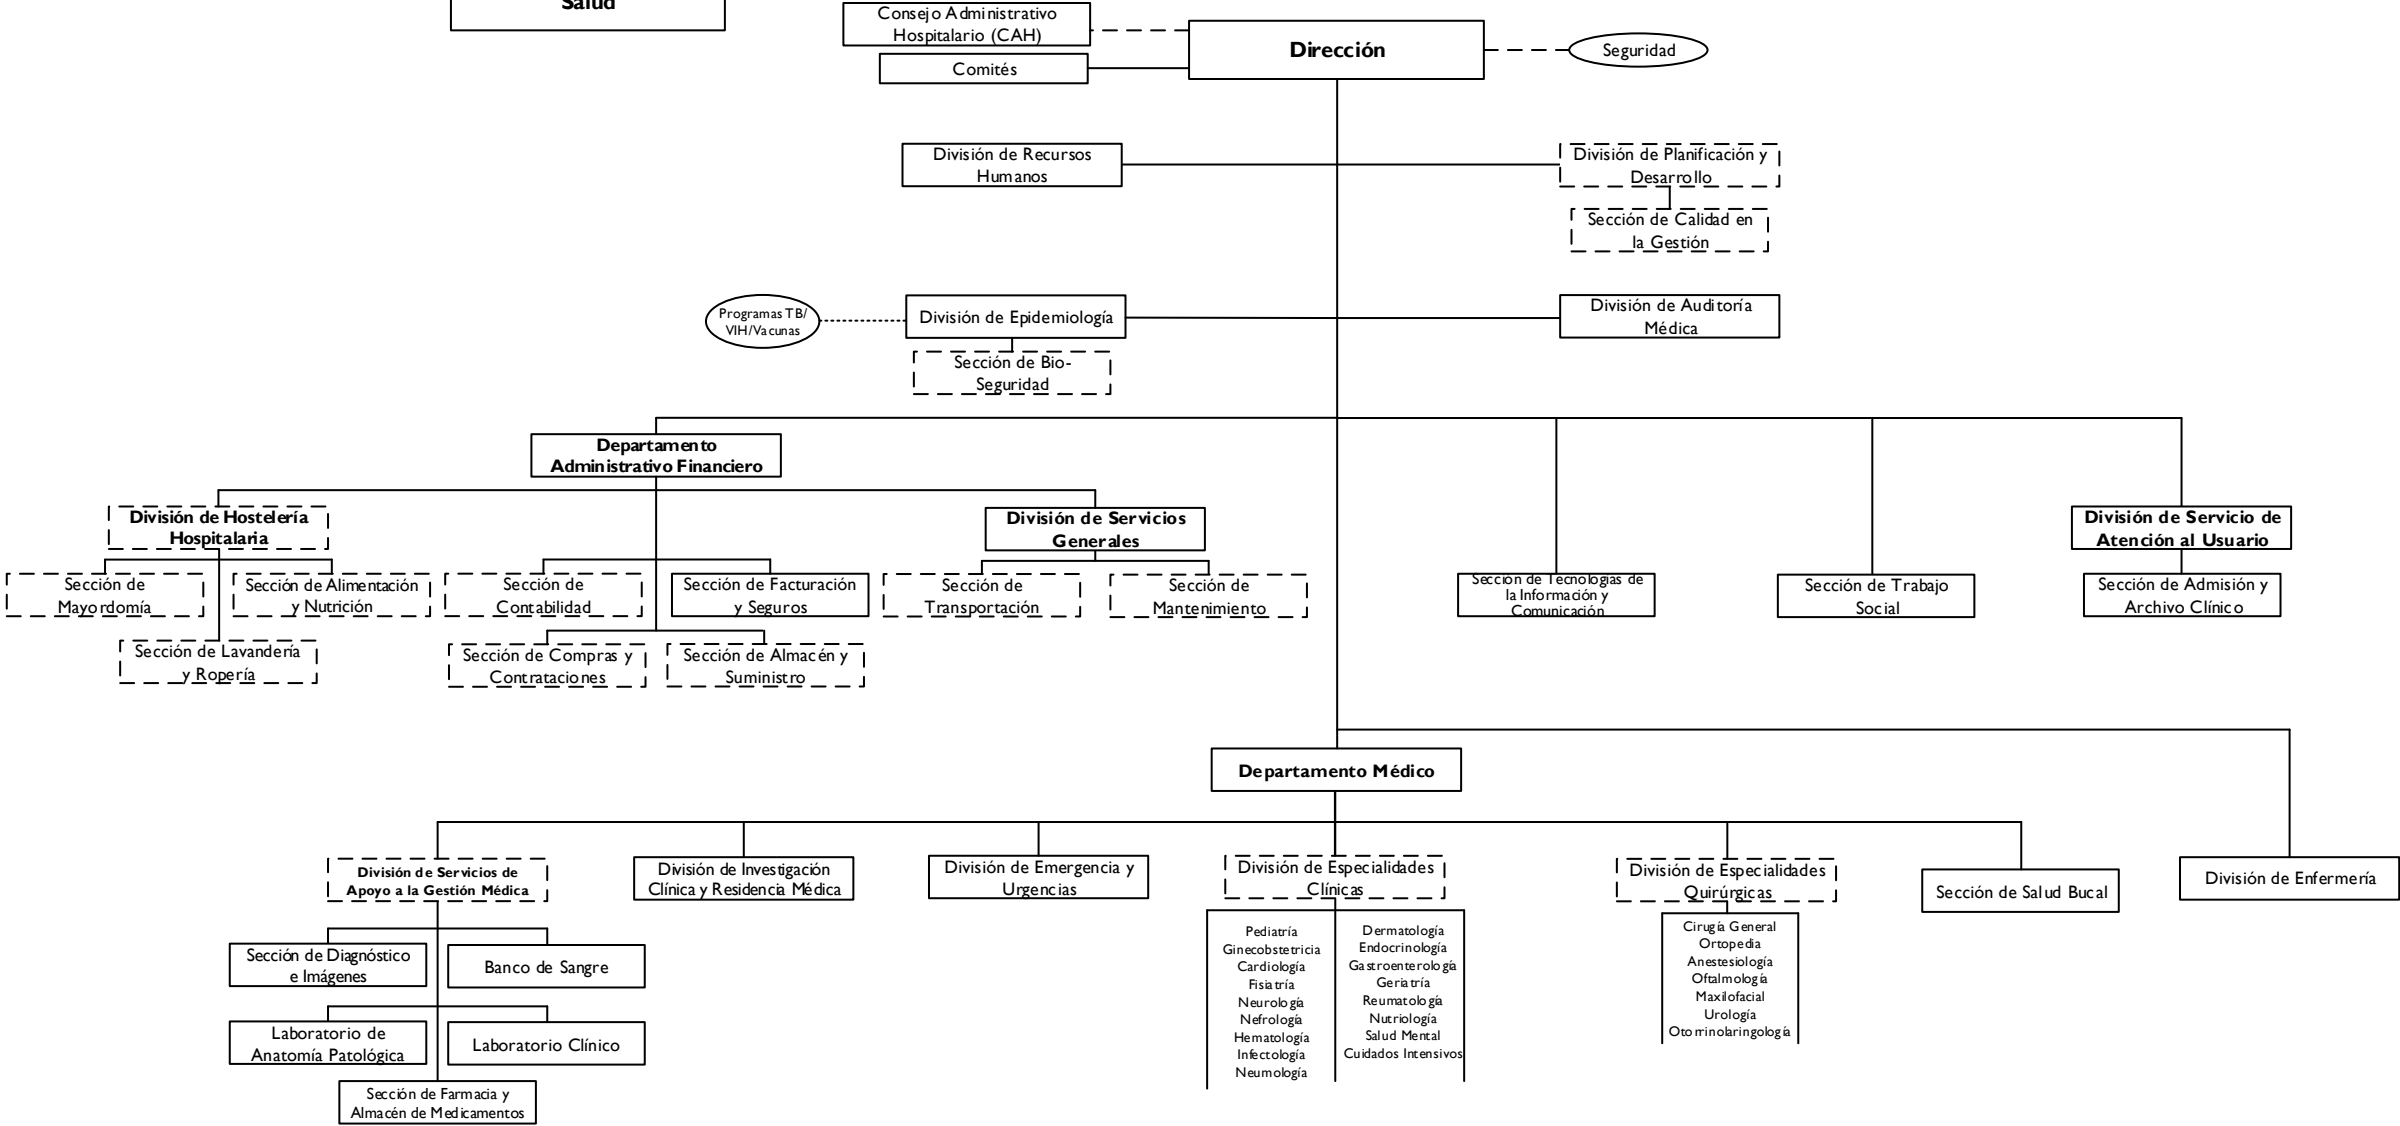 Salud
Consejo Administrativo
Hospitalario (CAH)
Comités
Dirección
Seguridad
División de Recursos
Humanos
División de Planificación y
Desarrollo
Sección de Calidad en
la Gestión
Programas TB/
VIH/Vacunas
División de Epidemiología
División de Auditoría
Médica
Sección de Bio-
Seguridad
Departamento
Administrativo Financiero
División de Hostelería
Hospitalaria
División de Servicios
Generales
División de Servicio de
Atención al Usuario
Sección de
Mayordomía
Sección de Alimentación
y Nutrición
Sección de
Contabilidad
Sección de Facturación
y Seguros
Sección de
Transportación
Sección de
Mantenimiento
Sección de Tecnologías de
la Información y
Comunicación
Sección de Trabajo
Social
Sección de Admisión y
Archivo Clínico
Sección de Lavandería
y Ropería
Sección de Compras y
Contrataciones
Sección de Almacén y
Suministro
Departamento Médico
División de Servicios de
Apoyo a la Gestión Médica
División de Investigación
Clínica y Residencia Médica
División de Emergencia y
Urgencias
División de Especialidades
Clínicas
División de Especialidades
Quirúrgicas
Sección de Salud Bucal
División de Enfermería
Sección de Diagnóstico
e Imágenes
Banco de Sangre
Laboratorio de
Anatomía Patológica
Laboratorio Clínico
Sección de Farmacia y
Almacén de Medicamentos
Pediatría
Ginecobstetricia
Cardiología
Fisiatría
Neurología
Nefrología
Hematología
Infectología
Neumología
Dermatología
Endocrinología
Gastroenterología
Geriatría
Reumatología
Nutriología
Salud Mental
Cuidados Intensivos
Cirugía General
Ortopedia
Anestesiología
Oftalmología
Maxilofacial
Urología
Otorrinolaringología